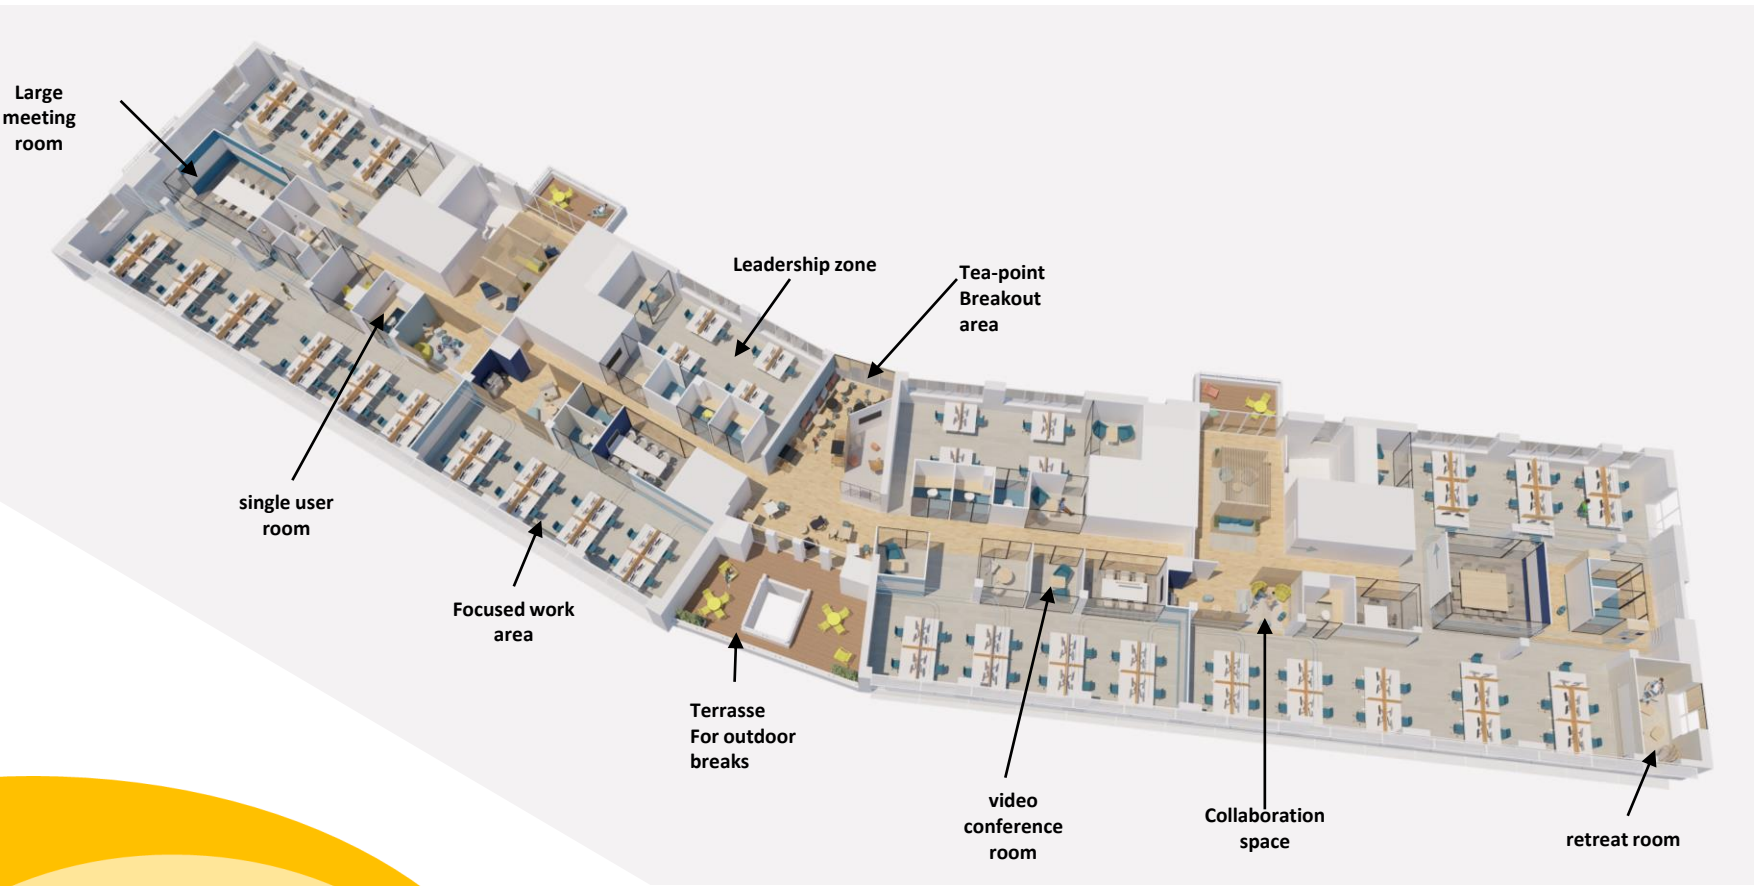 Large
meeting
room
Leadership zone
Tea-point
Breakout
area
single user
room
Focused work
area
Terrasse
For outdoor
breaks
video
conference
room
Collaboration
space
retreat room